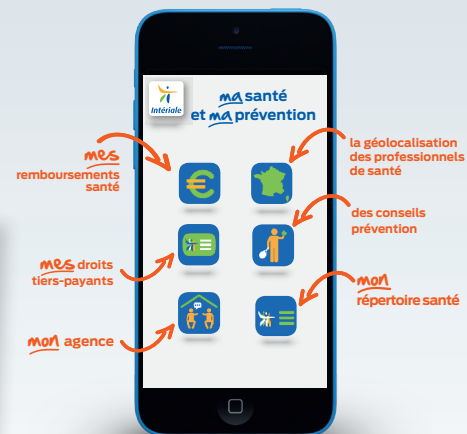 Intériale
ma santé
et ma prévention
mes
remboursements
santé
mes droits
tiers-payants
mon agence
la géolocalisation
des professionnels
de santé
des conseils
prévention
mon
répertoire santé